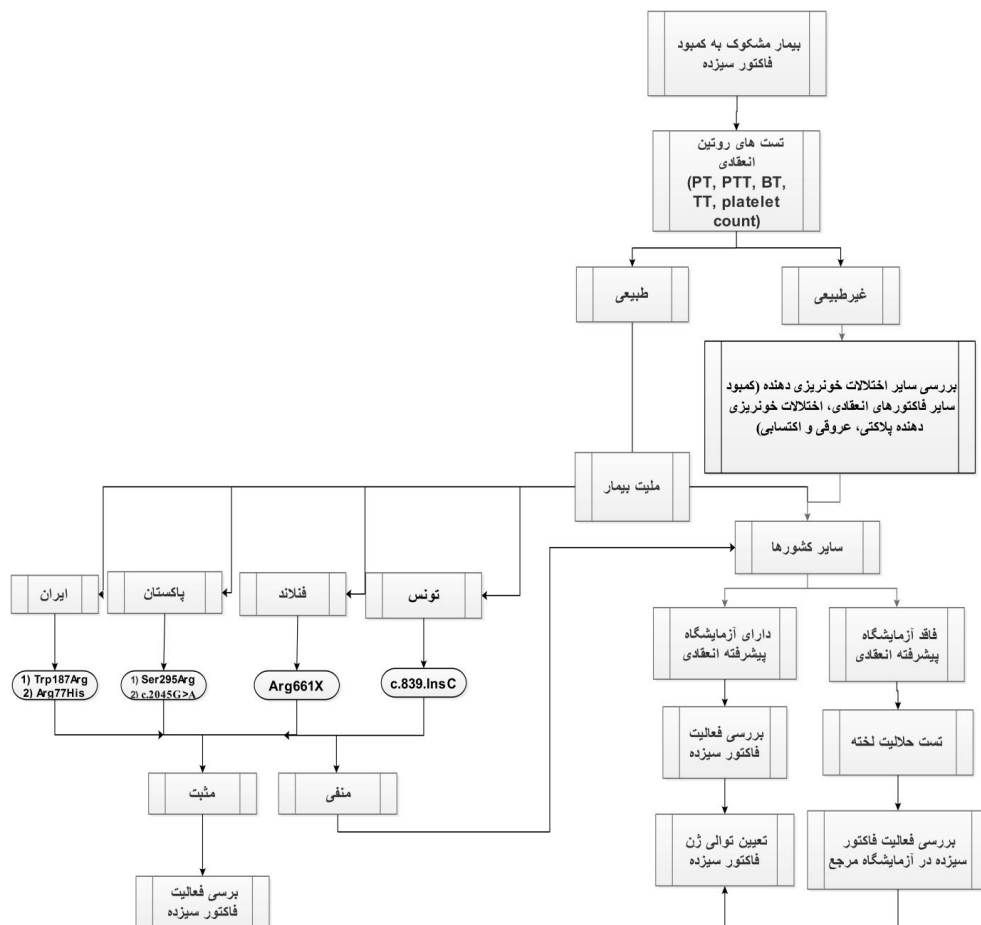 بیمار مشکوک به کمبود
فاکتور سیزده
تست های روتین
انعقادی
(PT, PTT, BT,
TT, platelet
count)
غیرطبیعی
طبیعی
بررسی سایر اختلالات خونریزی دهنده (کمبود
سایر فاکتورهای انعقادی، اختلالات خونریزی
دهنده پلاکتی، عروقی و اکتسابی)
ملیت بیمار
سایر کشورها
تونس
فنلاند
پاکستان
ایران
فاقد آزمایشگاه
پیشرفته انعقادی
دارای آزمایشگاه
پیشرفته انعقادی
c.839.InsC
Arg661X
1) Ser295Arg
2) c.2045G>A
1) Trp187Arg
2) Arg77His
تست حلالیت لخته
بررسی فعالیت
فاکتور سیزده
منفی
مثبت
بررسی فعالیت فاکتور
سیزده در آزمایشگاه مرجع
تعیین توالی ژن
فاکتور سیزده
برسی فعالیت
فاکتور سیزده